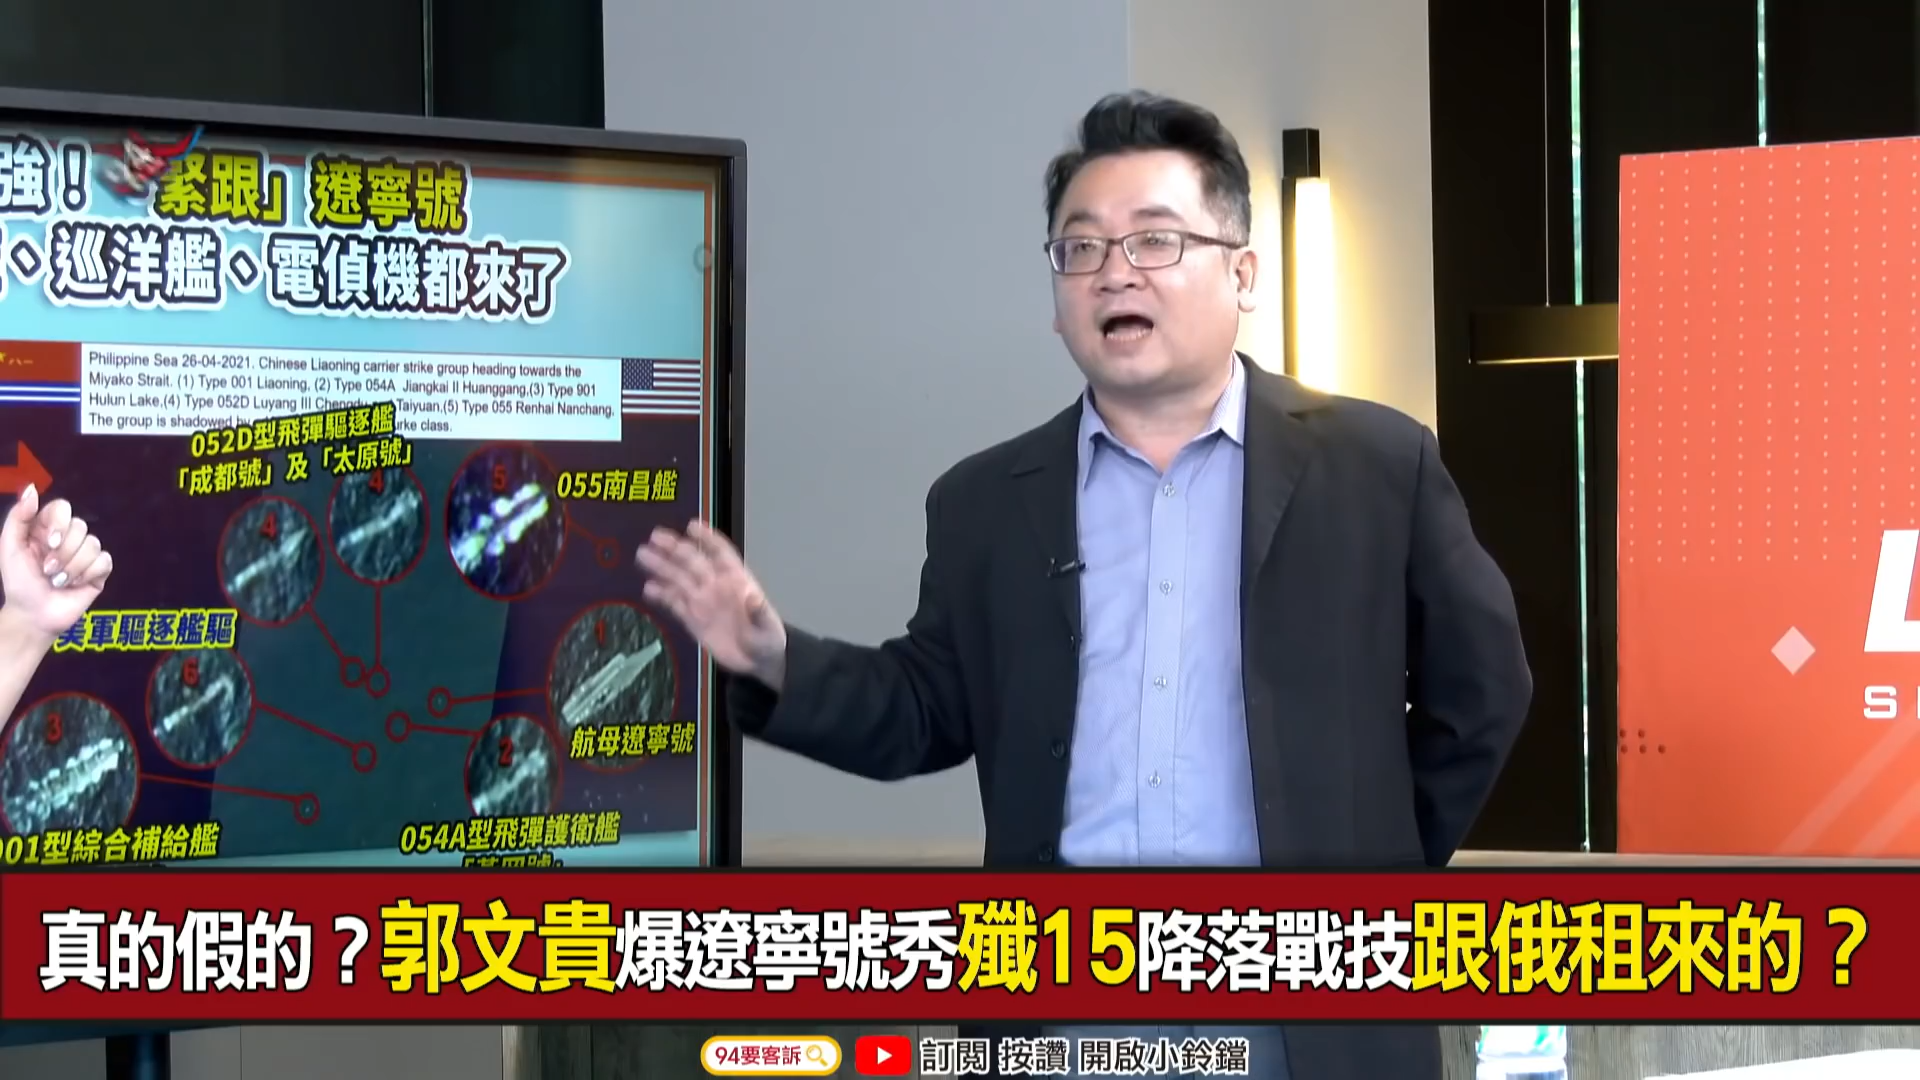 強！「緊跟」遼寧號
、巡洋艦、電偵機都來了
Philippine Sea 26-04-2021. Chinese Liaoning carrier strike group heading towards the
Miyako Strait. (1) Type 001 Liaoning, (2) Type 054A Jiangkai II Huanggang,(3) Type 901
Hulun Lake,(4) Type 052D Luyang III Chengdu Taiyuan,(5) Type 055 Renhai Nanchang.
The group is shadowed class.
052D型飛彈驅逐艦
「成都號」及「太原號」
055南昌艦
4
4
5
美軍驅逐艦驅
6
1
3
2
航母遼寧號
901型綜合補給艦
054A型飛彈護衛艦
真的假的？郭文貴爆遼寧號秀殲15降落戰技跟俄租來的？
94要客訴
訂閱 按讚 開啟小鈴鐺